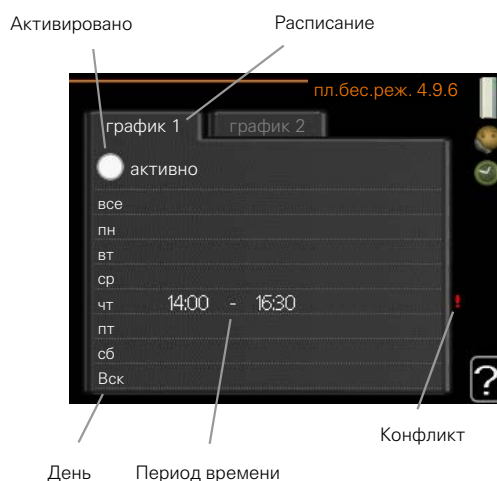 Активировано
Расписание
пл.бес.реж. 4.9.6
график 1
график 2
активно
все
пн
вт
ср
чт 14:00 - 16:30
пт
сб
Вск
!
?
Конфликт
День
Период времени